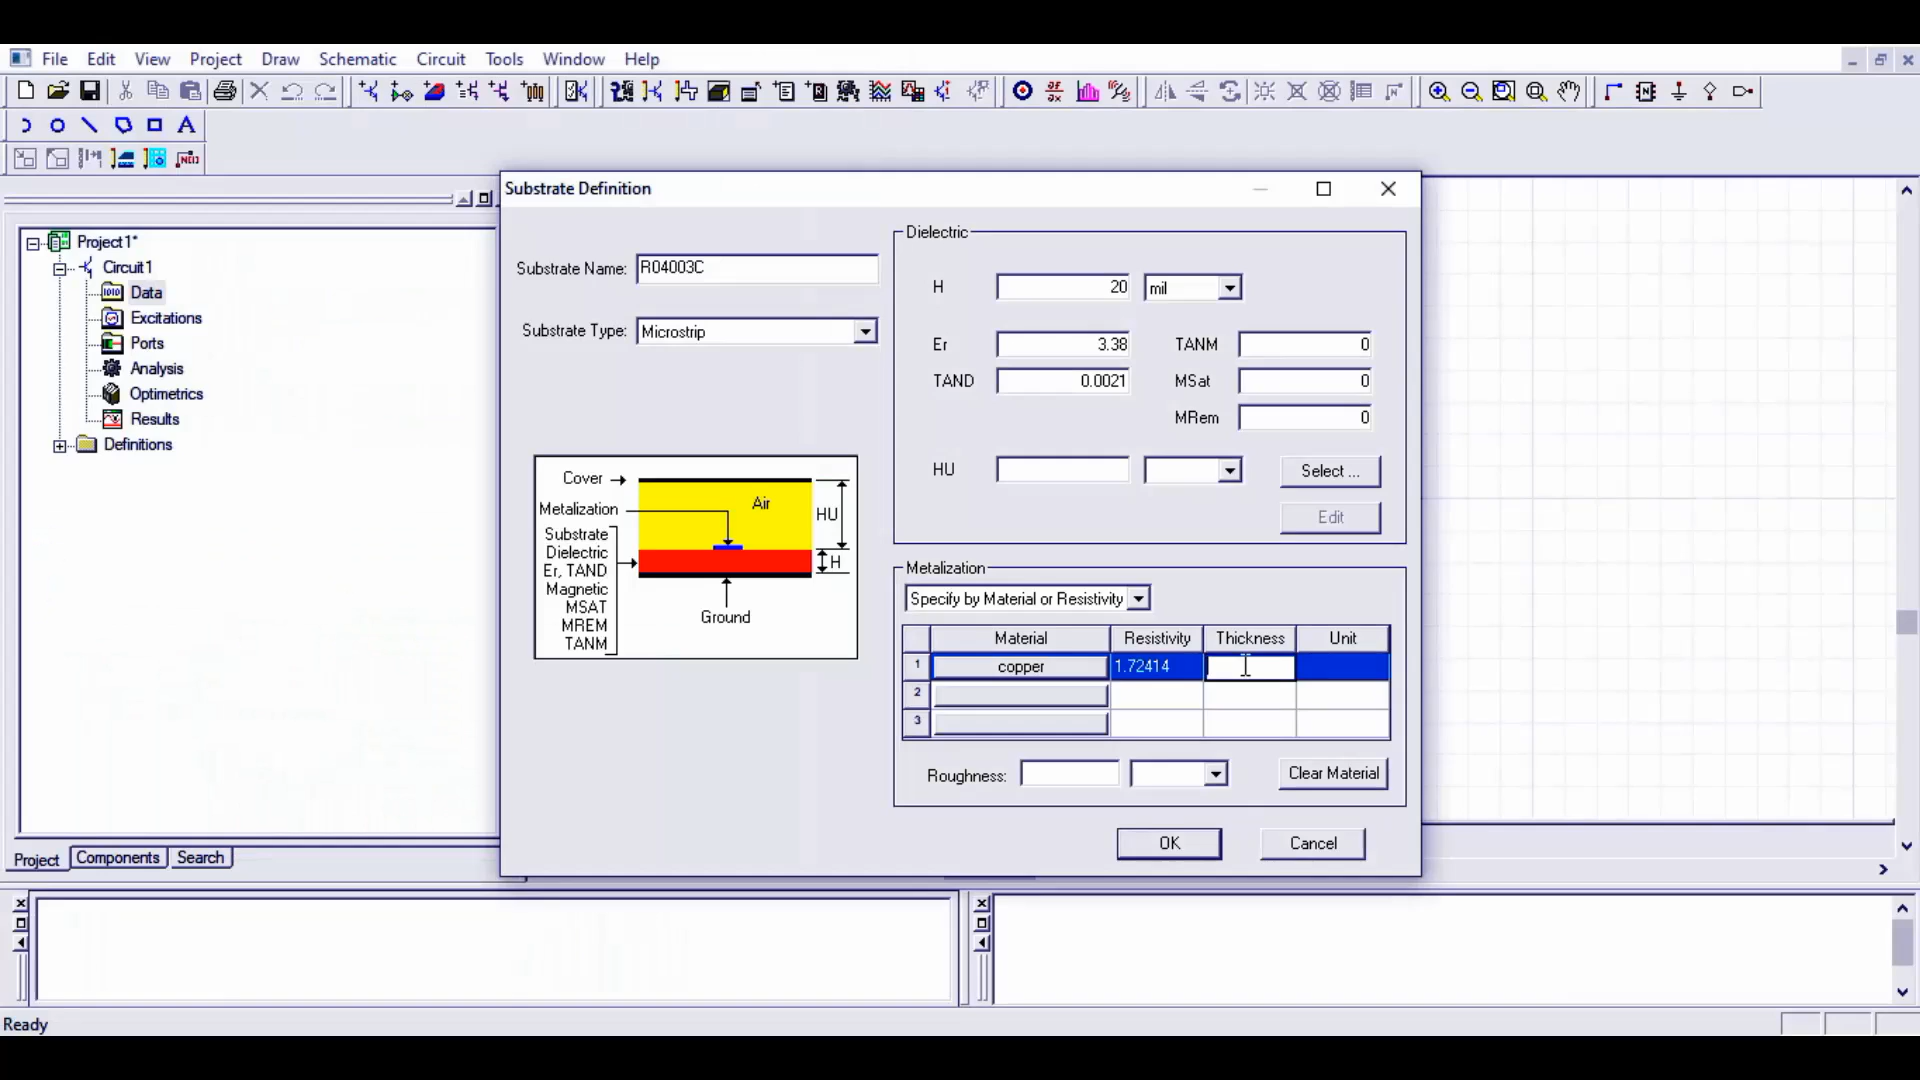 File Edit View Project Draw Schematic Circuit Tools Window Help
Substrate Definition
Project1*
Circuit1
Data
Excitations
Ports
Analysis
Optimetrics
Results
Definitions
Project Components Search
Substrate Name: R04003C
Substrate Type: Microstrip
Cover
Metalization
Substrate
Dielectric
Er, TAND
Magnetic
MSAT
MREM
TANM
Air
HU
H
Ground
Dielectric
H 20 mil
Er 3.38 TANM 0
TAND 0.0021 MSat 0
MRem 0
HU Select ...
Edit
Metalization
Specify by Material or Resistivity
Material Resistivity Thickness Unit
1 copper 1.72414
2
3
Roughness: Clear Material
OK Cancel
Ready